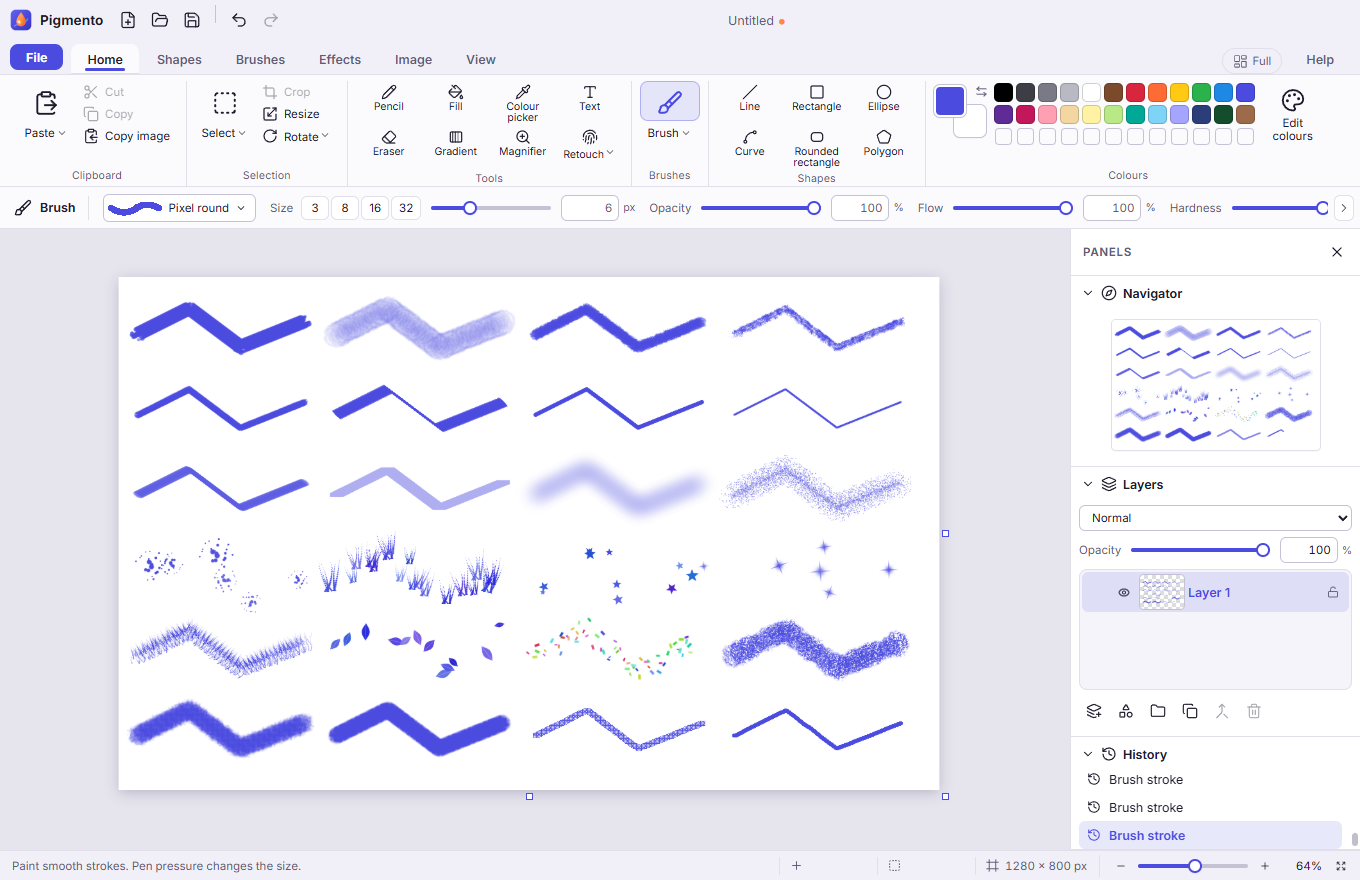 Pigmento
Untitled
File
Home
Shapes
Brushes
Effects
Image
View
Full
Help
Paste
Cut
Copy
Copy image
Clipboard
Select
Crop
Resize
Rotate
Selection
Pencil
Fill
Colour picker
Text
Eraser
Gradient
Magnifier
Retouch
Tools
Brush
Brushes
Line
Rectangle
Ellipse
Curve
Rounded rectangle
Polygon
Shapes
Edit colours
Colours
Brush
Pixel round
Size
3
8
16
32
6
px
Opacity
100
%
Flow
100
%
Hardness
PANELS
Navigator
Layers
Normal
Opacity
100
%
Layer 1
History
Brush stroke
Brush stroke
Brush stroke
Paint smooth strokes. Pen pressure changes the size.
1280 × 800 px
64%